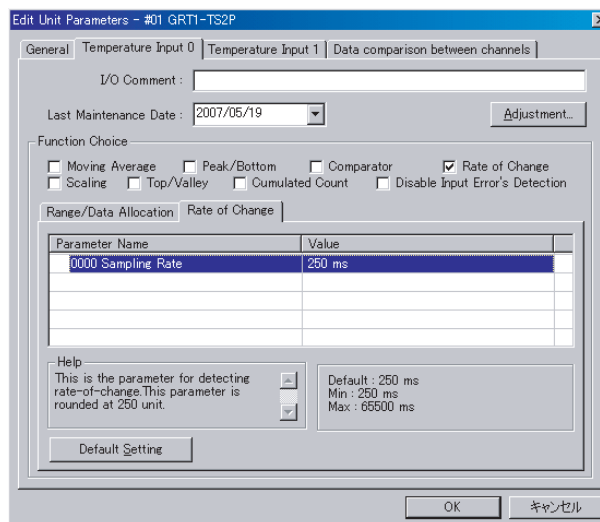 Edit Unit Parameters - #01 GRT1-TS2P
General Temperature Input 0 Temperature Input 1 Data comparison between channels
I/O Comment :
Last Maintenance Date : 2007/05/19 Adjustment...
Function Choice
Moving Average Peak/Bottom Comparator Rate of Change
Scaling Top/Valley Cumulated Count Disable Input Error's Detection
Range/Data Allocation Rate of Change
Parameter Name Value
0000 Sampling Rate 250 ms
Help
This is the parameter for detecting
rate-of-change.This parameter is
rounded at 250 unit.
Default : 250 ms
Min : 250 ms
Max : 65500 ms
Default Setting
OK キャンセル